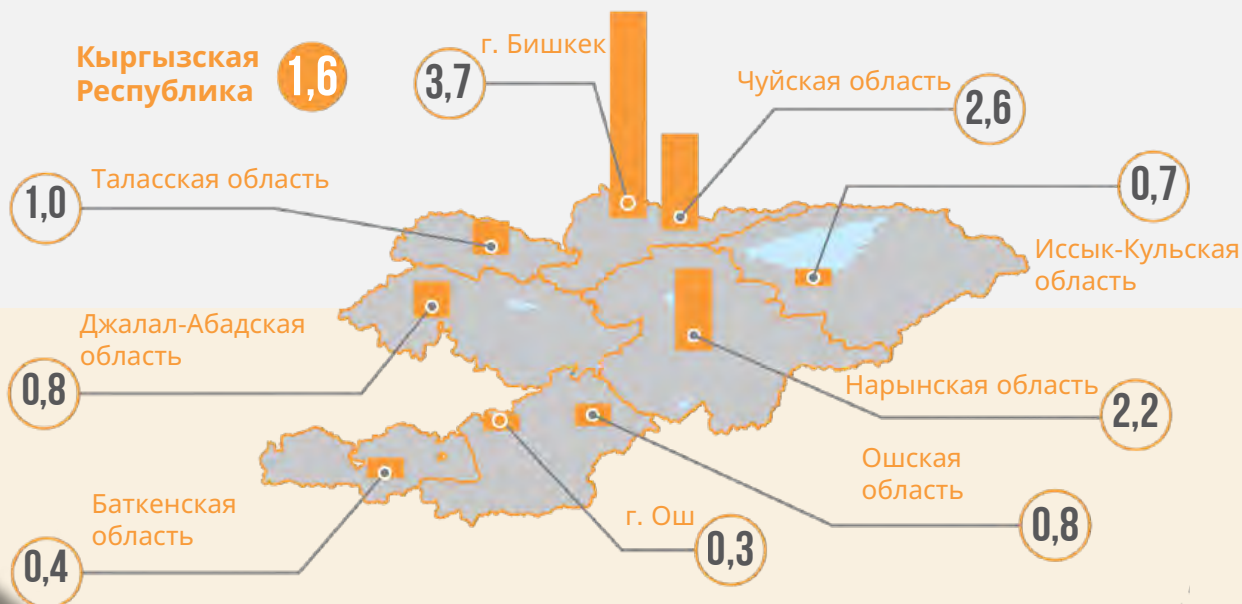 Кыргызская
Республика
1,6
г. Бишкек
3,7
Чуйская область
2,6
Таласская область
1,0
0,7
Иссык-Кульская
область
Джалал-Абадская
область
0,8
Нарынская область
2,2
Ошская
область
0,8
Баткенская
область
0,4
г. Ош
0,3